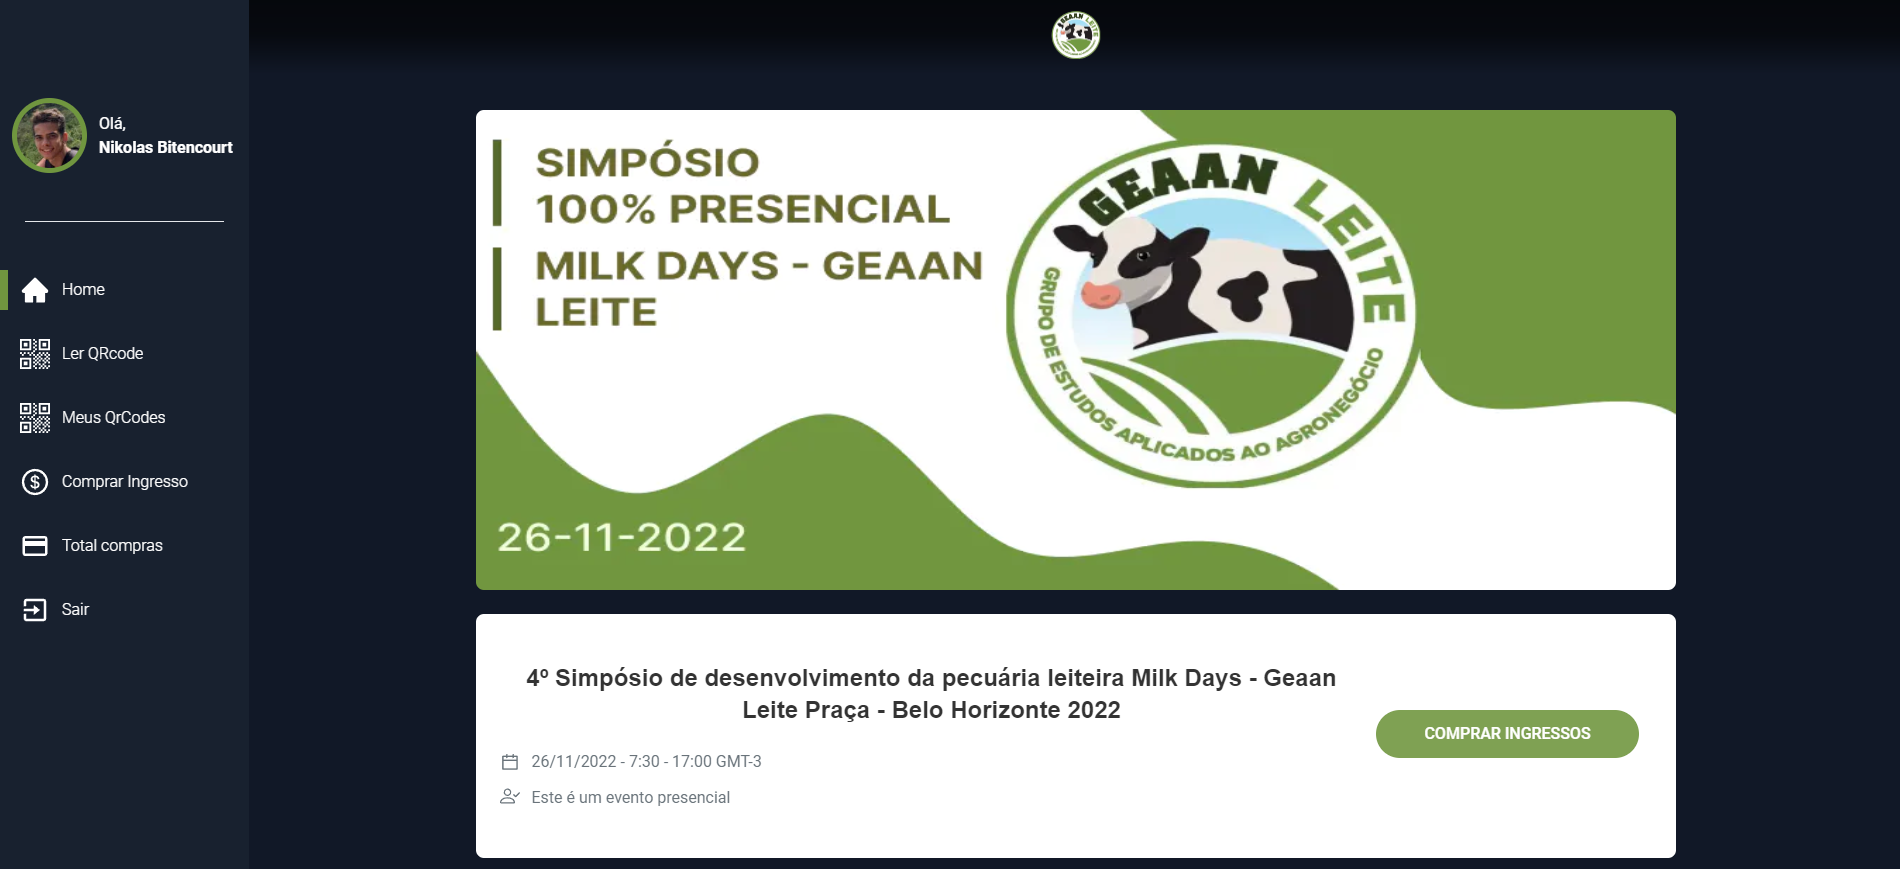 Olá,
Nikolas Bitencourt
Home
Ler QRcode
Meus QrCodes
Comprar Ingresso
Total compras
Sair
GEAAN LEITE
SIMPÓSIO
100% PRESENCIAL
MILK DAYS - GEAAN
LEITE
GEAAN LEITE
GRUPO DE ESTUDOS APLICADOS AO AGRONEGÓCIO
26-11-2022
4º Simpósio de desenvolvimento da pecuária leiteira Milk Days - Geaan
Leite Praça - Belo Horizonte 2022
26/11/2022 - 7:30 - 17:00 GMT-3
Este é um evento presencial
COMPRAR INGRESSOS